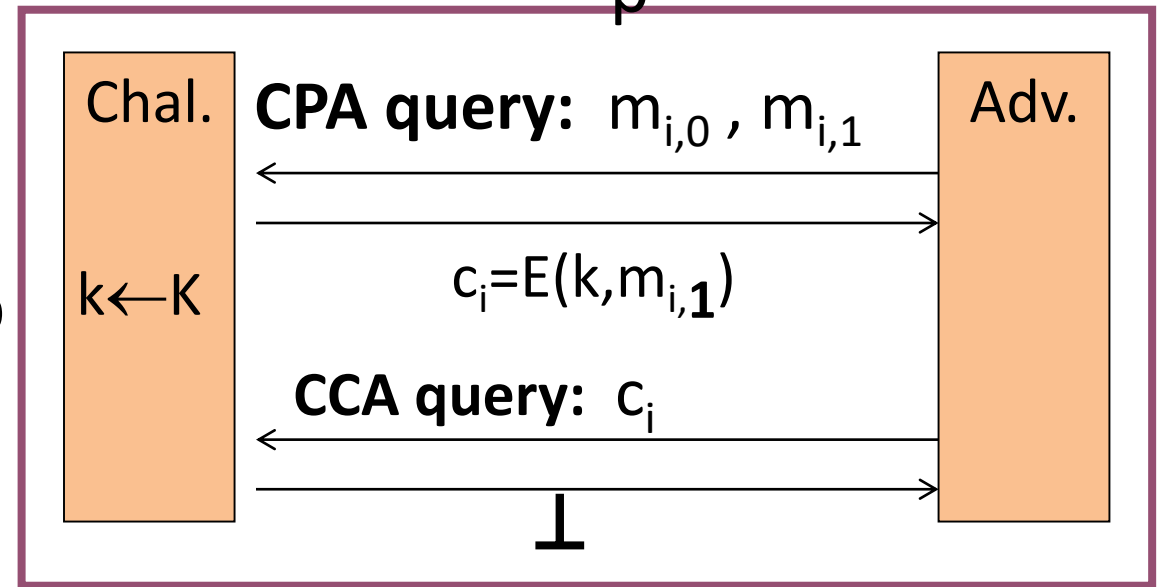 Chal.
CPA query: m_{i,0} , m_{i,1}
Adv.
c_i=E(k,m_{i,1})
k←K
CCA query: c_i
⊥